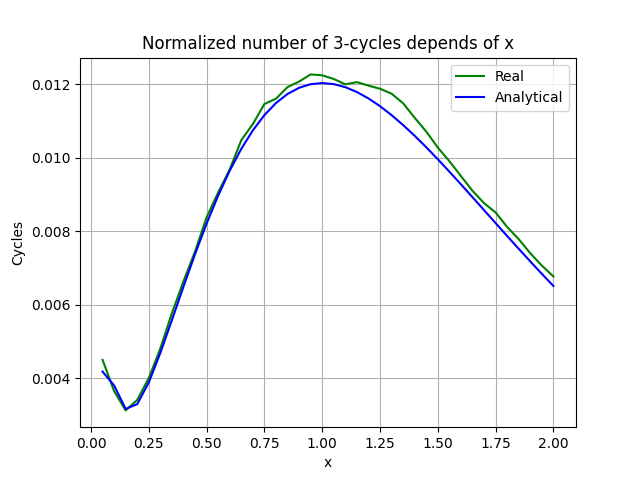 Normalized number of 3-cycles depends of x
Real
Analytical
0.012
0.010
0.008
0.006
0.004
Cycles
0.00 0.25 0.50 0.75 1.00 1.25 1.50 1.75 2.00
x